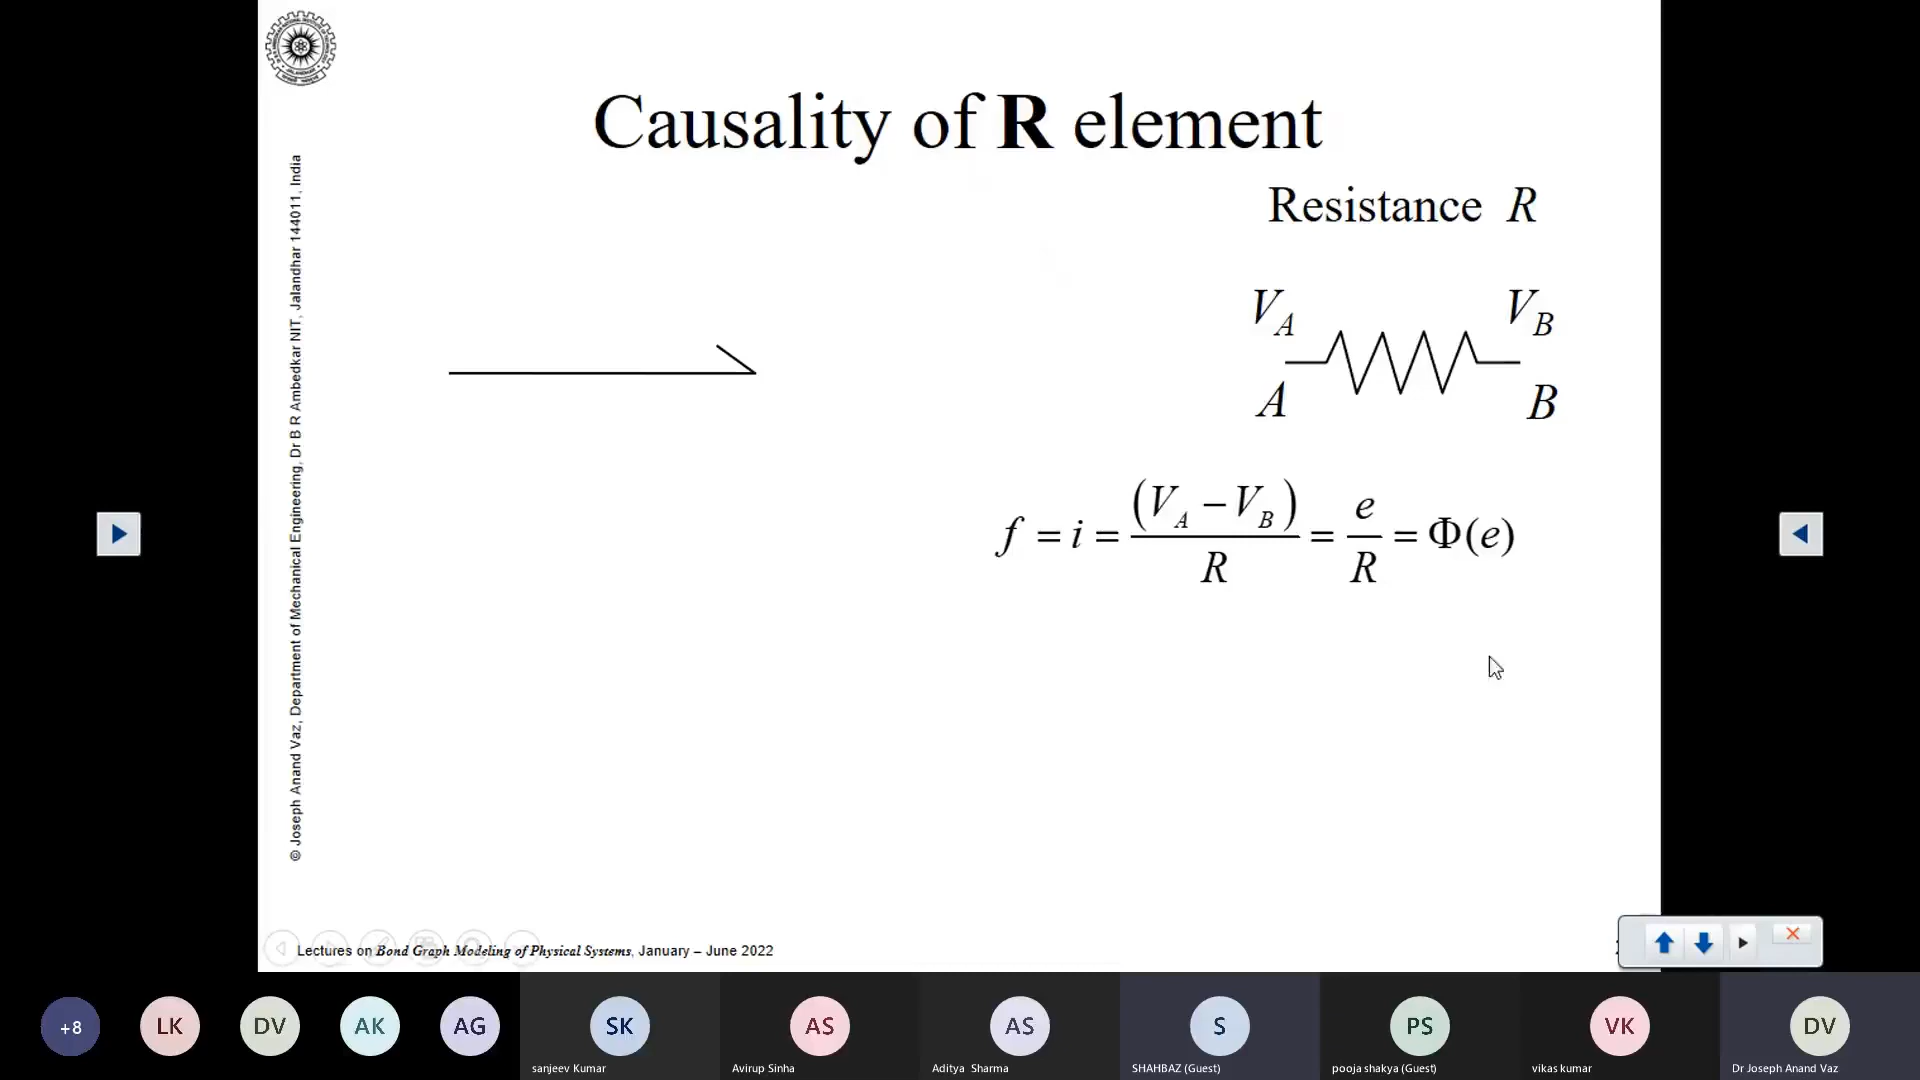 Causality of R element
Resistance R
V_A
V_B
A
B
f = i = (V_A − V_B) / R = e / R = Φ(e)
© Joseph Anand Vaz, Department of Mechanical Engineering, Dr B R Ambedkar NIT, Jalandhar 144011, India
Lectures on Bond Graph Modeling of Physical Systems, January – June 2022
+8
LK
DV
AK
AG
SK
AS
AS
S
PS
VK
DV
sanjeev Kumar
Avirup Sinha
Aditya Sharma
SHAHBAZ (Guest)
pooja shakya (Guest)
vikas kumar
Dr Joseph Anand Vaz